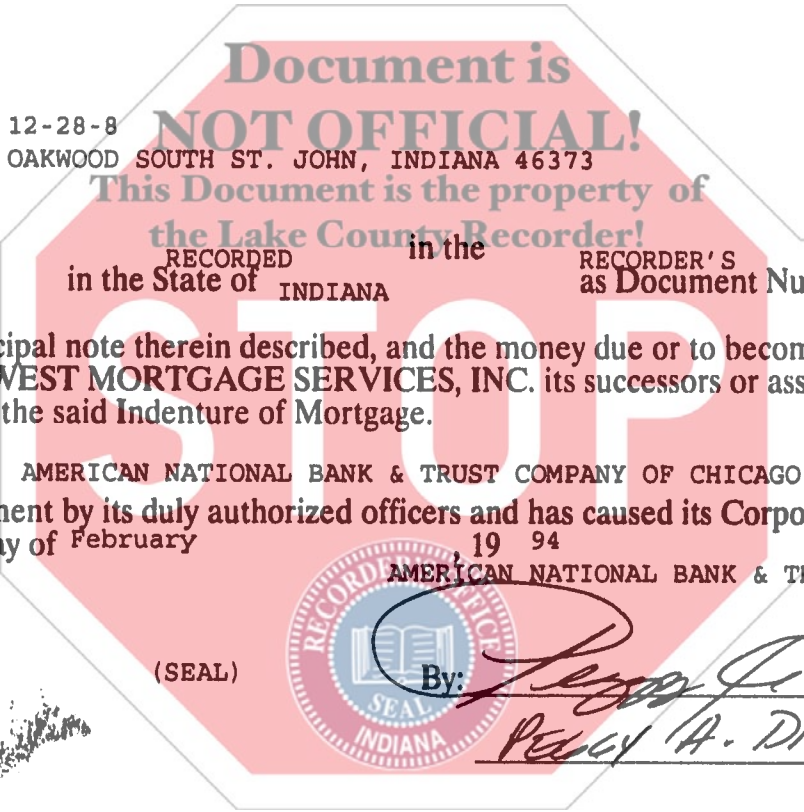 Document is
12-28-8 NOT OFFICIAL!
OAKWOOD SOUTH ST. JOHN, INDIANA 46373
This Document is the property of
the Lake County Recorder!
RECORDED in the RECORDER'S
in the State of INDIANA as Document Nu
STOP
cipal note therein described, and the money due or to becom
WEST MORTGAGE SERVICES, INC. its successors or ass
the said Indenture of Mortgage.
AMERICAN NATIONAL BANK & TRUST COMPANY OF CHICAGO
ment by its duly authorized officers and has caused its Corpo
ay of February , 19 94
AMERICAN NATIONAL BANK & TR
RECORDER'S OFFICE
(SEAL) By:
SEAL
INDIANA
PEGGY A. D